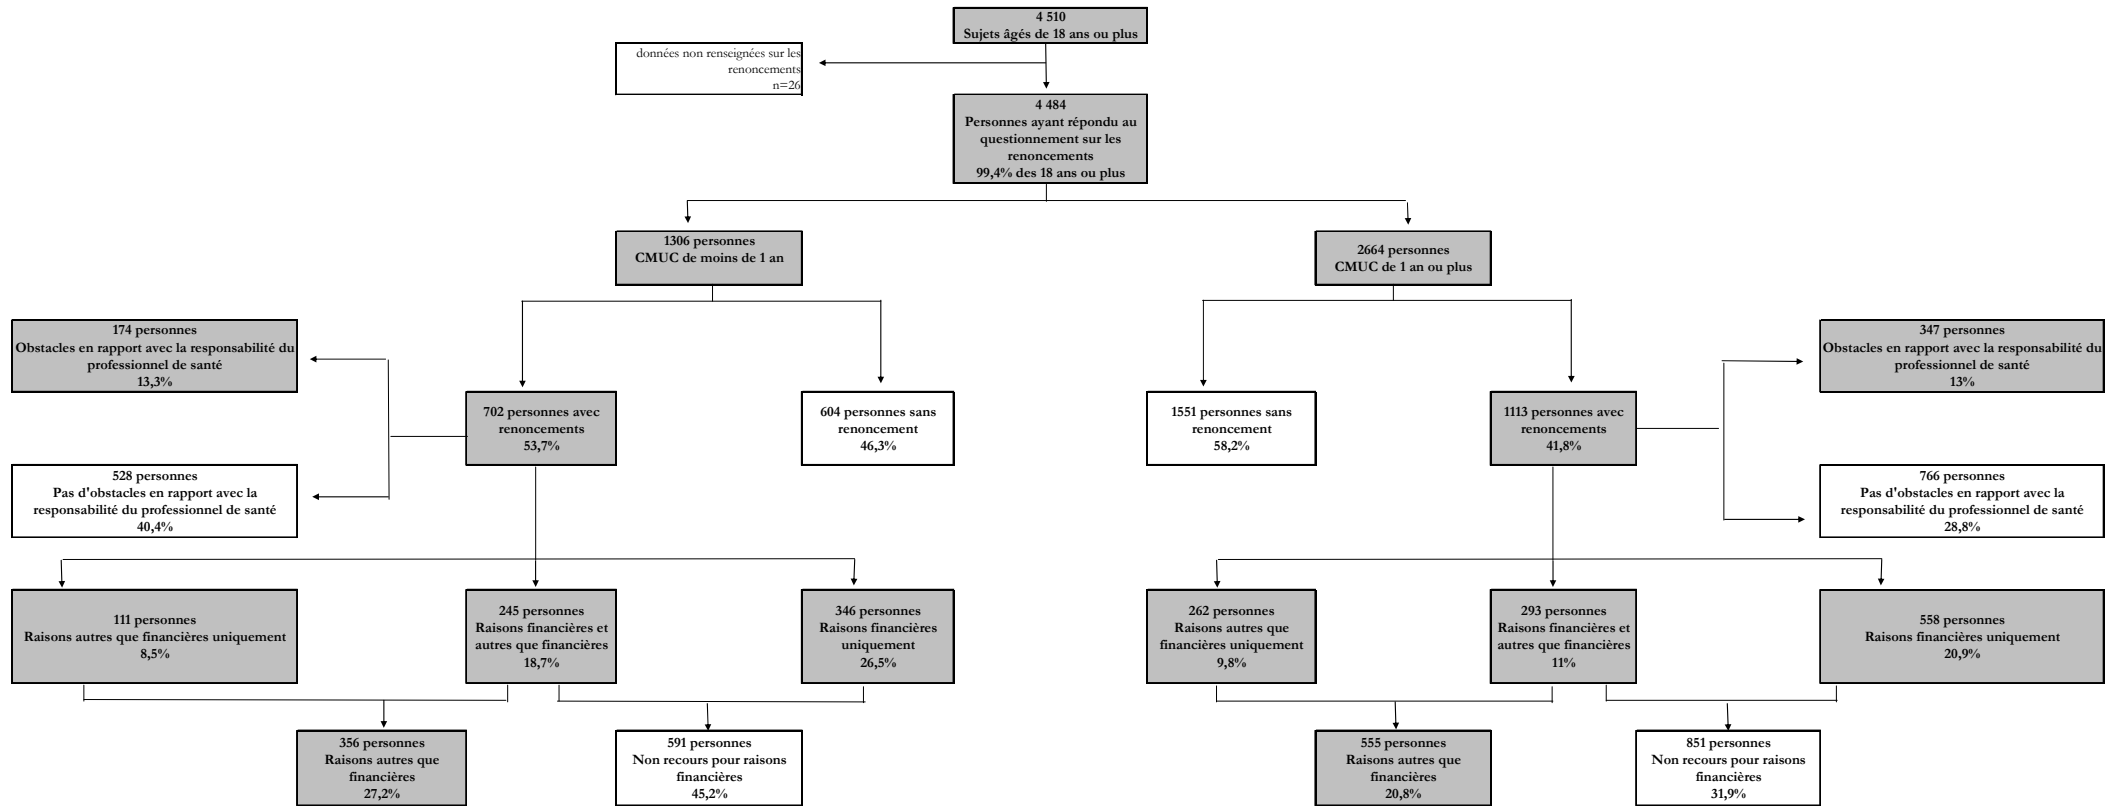 4 510
Sujets âgés de 18 ans ou plus
données non renseignées sur les
renoncements
n=26
4 484
Personnes ayant répondu au
questionnement sur les
renoncements
99,4% des 18 ans ou plus
1306 personnes
CMUC de moins de 1 an
2664 personnes
CMUC de 1 an ou plus
174 personnes
Obstacles en rapport avec la responsabilité du
professionnel de santé
13,3%
347 personnes
Obstacles en rapport avec la responsabilité du
professionnel de santé
13%
702 personnes avec
renoncements
53,7%
604 personnes sans
renoncement
46,3%
1551 personnes sans
renoncement
58,2%
1113 personnes avec
renoncements
41,8%
528 personnes
Pas d'obstacles en rapport avec la
responsabilité du professionnel de santé
40,4%
766 personnes
Pas d'obstacles en rapport avec la
responsabilité du professionnel de santé
28,8%
111 personnes
Raisons autres que financières uniquement
8,5%
245 personnes
Raisons financières et
autres que financières
18,7%
346 personnes
Raisons financières
uniquement
26,5%
262 personnes
Raisons autres que
financières uniquement
9,8%
293 personnes
Raisons financières et
autres que financières
11%
558 personnes
Raisons financières uniquement
20,9%
356 personnes
Raisons autres que
financières
27,2%
591 personnes
Non recours pour raisons
financières
45,2%
555 personnes
Raisons autres que
financières
20,8%
851 personnes
Non recours pour raisons
financières
31,9%